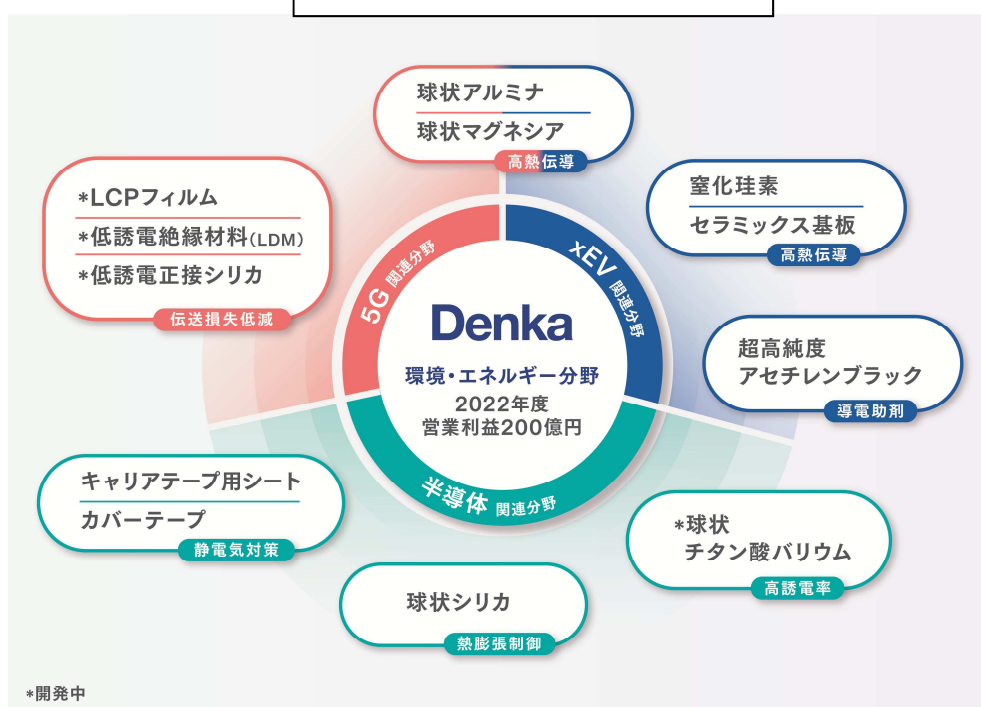 球状アルミナ
球状マグネシア
高熱伝導
*LCPフィルム
*低誘電絶縁材料(LDM)
*低誘電正接シリカ
伝送損失低減
窒化珪素
セラミックス基板
高熱伝導
5G 関連分野
xEV 関連分野
Denka
環境・エネルギー分野
2022年度
営業利益200億円
超高純度
アセチレンブラック
導電助剤
半導体 関連分野
キャリアテープ用シート
カバーテープ
静電気対策
*球状
チタン酸バリウム
高誘電率
球状シリカ
熱膨張制御
*開発中